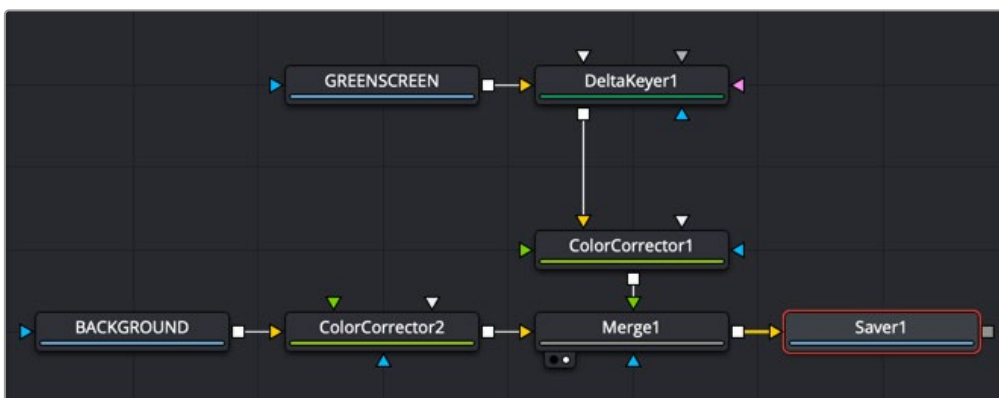 GREENSCREEN
DeltaKeyer1
ColorCorrector1
BACKGROUND
ColorCorrector2
Merge1
Saver1